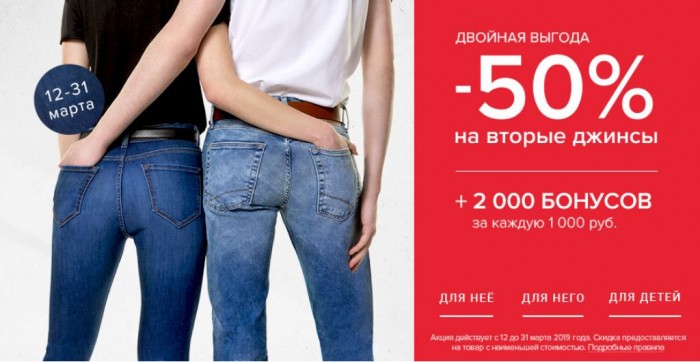 12-31
марта
ДВОЙНАЯ ВЫГОДА
-50%
на вторые джинсы
+ 2 000 БОНУСОВ
за каждую 1 000 руб.
ДЛЯ НЕЁ ДЛЯ НЕГО ДЛЯ ДЕТЕЙ
Акция действует с 12 до 31 марта 2019 года. Скидка предоставляется
на товар с наименьшей стоимостью. Подробные правила